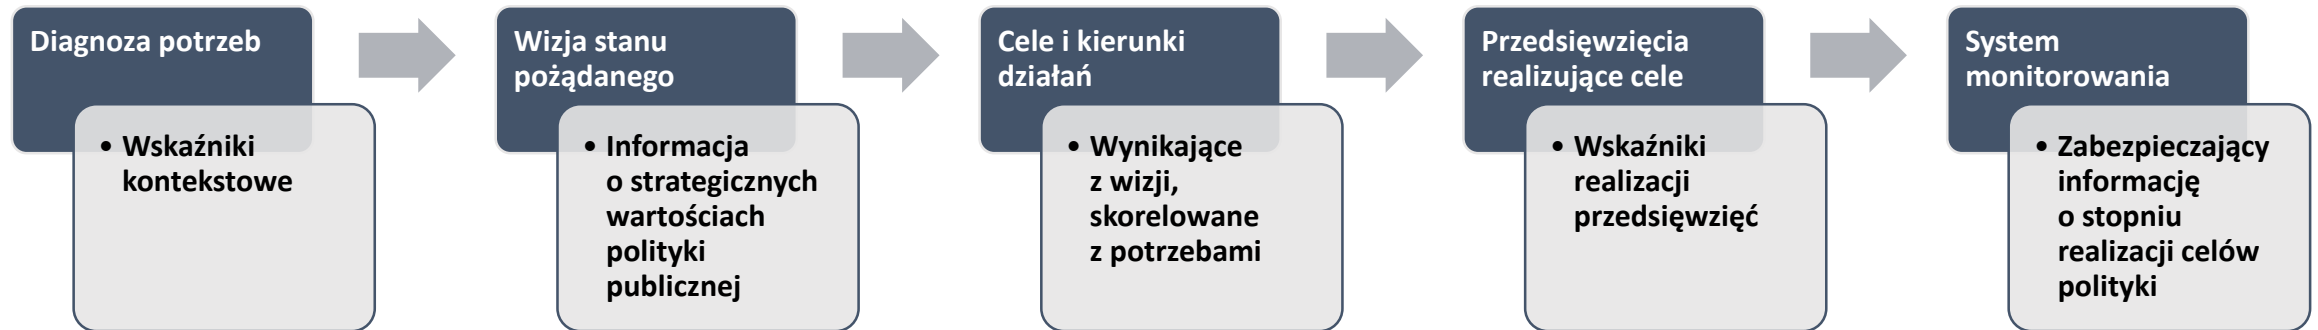 Diagnoza potrzeb
• Wskaźniki
kontekstowe
Wizja stanu
pożądanego
• Informacja
o strategicznych
wartościach
polityki
publicznej
Cele i kierunki
działań
• Wynikające
z wizji,
skorelowane
z potrzebami
Przedsięwzięcia
realizujące cele
• Wskaźniki
realizacji
przedsięwzięć
System
monitorowania
• Zabezpieczający
informację
o stopniu
realizacji celów
polityki